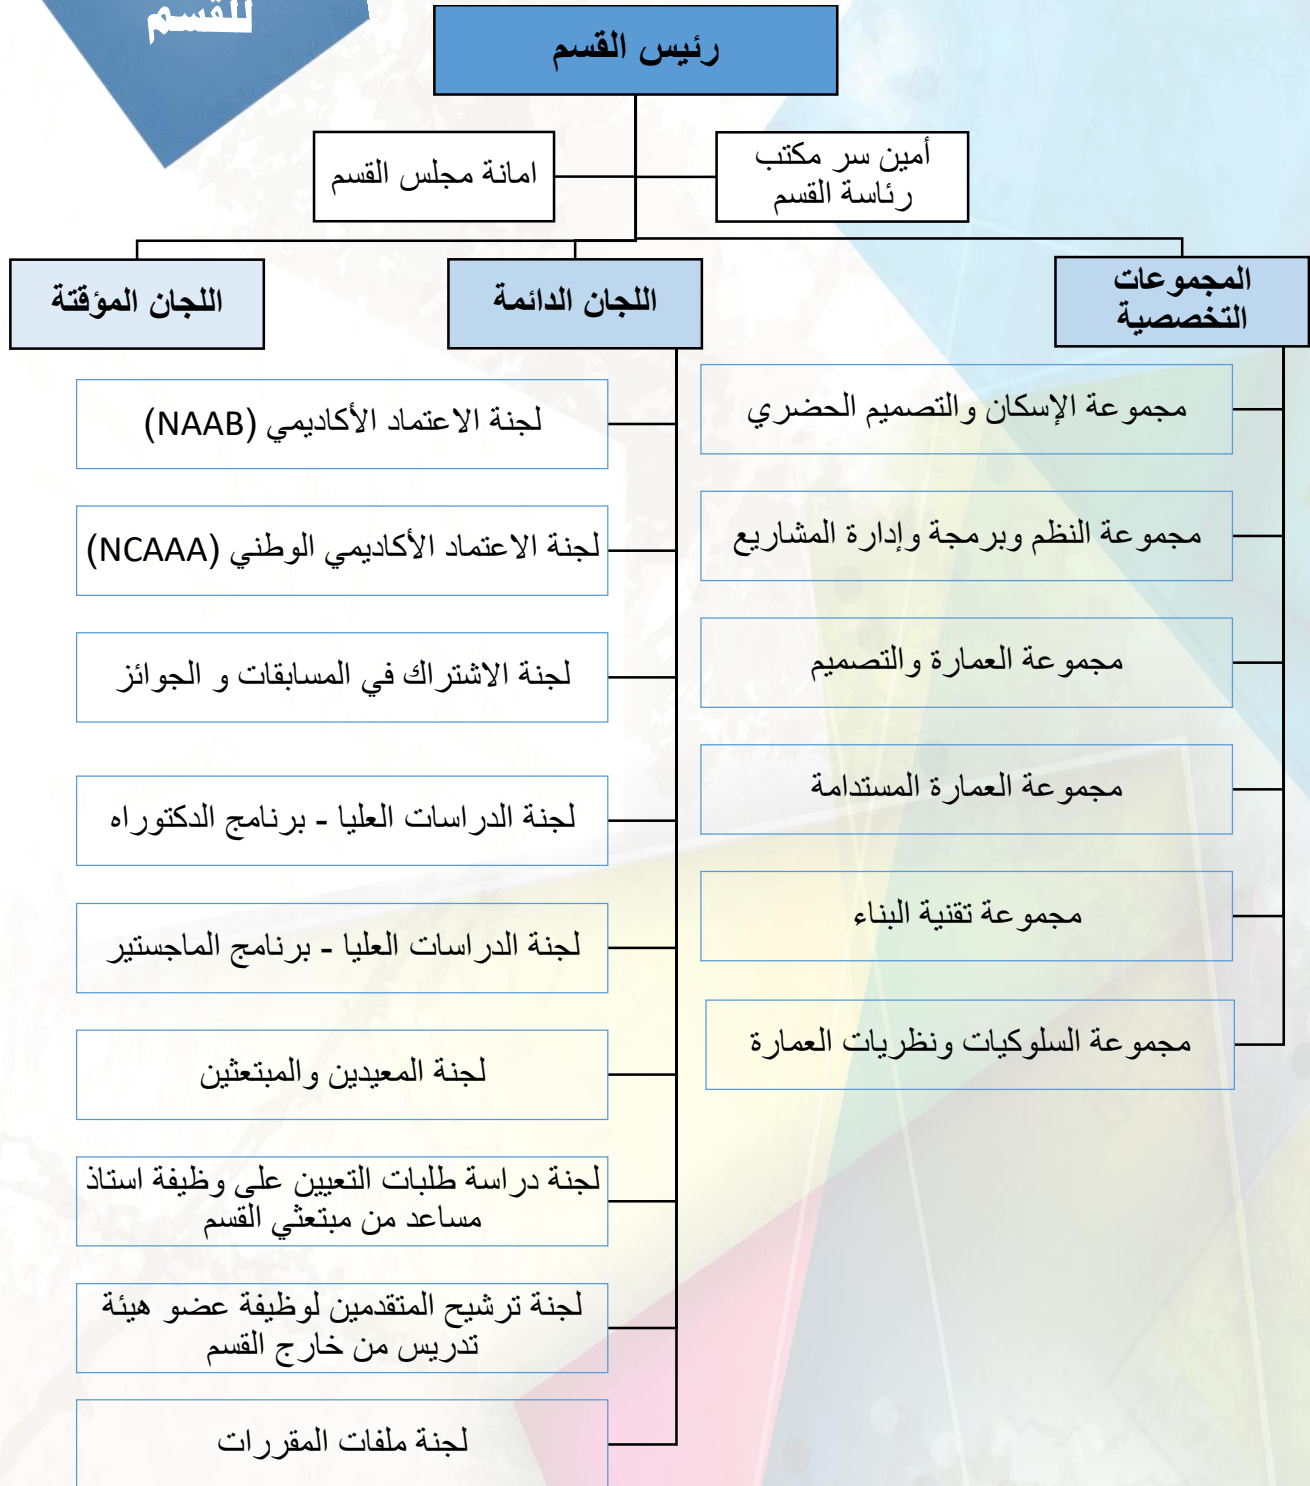 للقسم
رئيس القسم
أمين سر مكتب
رئاسة القسم
امانة مجلس القسم
المجموعات
التخصصية
اللجان الدائمة
اللجان المؤقتة
مجموعة الإسكان والتصميم الحضري
مجموعة النظم وبرمجة وإدارة المشاريع
مجموعة العمارة والتصميم
مجموعة العمارة المستدامة
مجموعة تقنية البناء
مجموعة السلوكيات ونظريات العمارة
لجنة الاعتماد الأكاديمي (NAAB)
لجنة الاعتماد الأكاديمي الوطني (NCAAA)
لجنة الاشتراك في المسابقات و الجوائز
لجنة الدراسات العليا - برنامج الدكتوراه
لجنة الدراسات العليا - برنامج الماجستير
لجنة المعيدين والمبتعثين
لجنة دراسة طلبات التعيين على وظيفة استاذ
مساعد من مبتعثي القسم
لجنة ترشيح المتقدمين لوظيفة عضو هيئة
تدريس من خارج القسم
لجنة ملفات المقررات